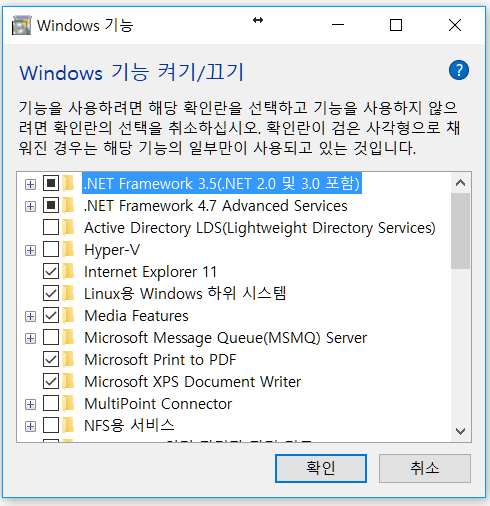 Windows 기능
Windows 기능 켜기/끄기
?
기능을 사용하려면 해당 확인란을 선택하고 기능을 사용하지 않으
려면 확인란의 선택을 취소하십시오. 확인란이 검은 사각형으로 채
워진 경우는 해당 기능의 일부만이 사용되고 있는 것입니다.
.NET Framework 3.5(.NET 2.0 및 3.0 포함)
.NET Framework 4.7 Advanced Services
Active Directory LDS(Lightweight Directory Services)
Hyper-V
Internet Explorer 11
Linux용 Windows 하위 시스템
Media Features
Microsoft Message Queue(MSMQ) Server
Microsoft Print to PDF
Microsoft XPS Document Writer
MultiPoint Connector
NFS용 서비스
확인
취소